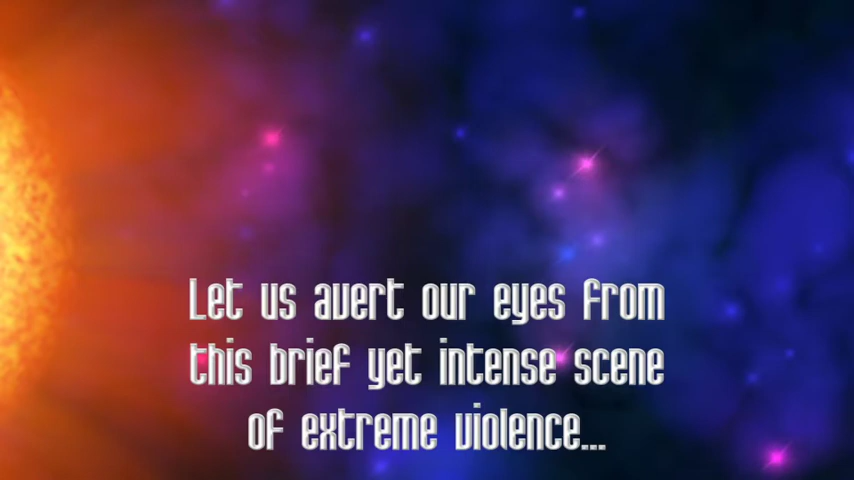 Let us avert our eyes from
this brief yet intense scene
of extreme violence...